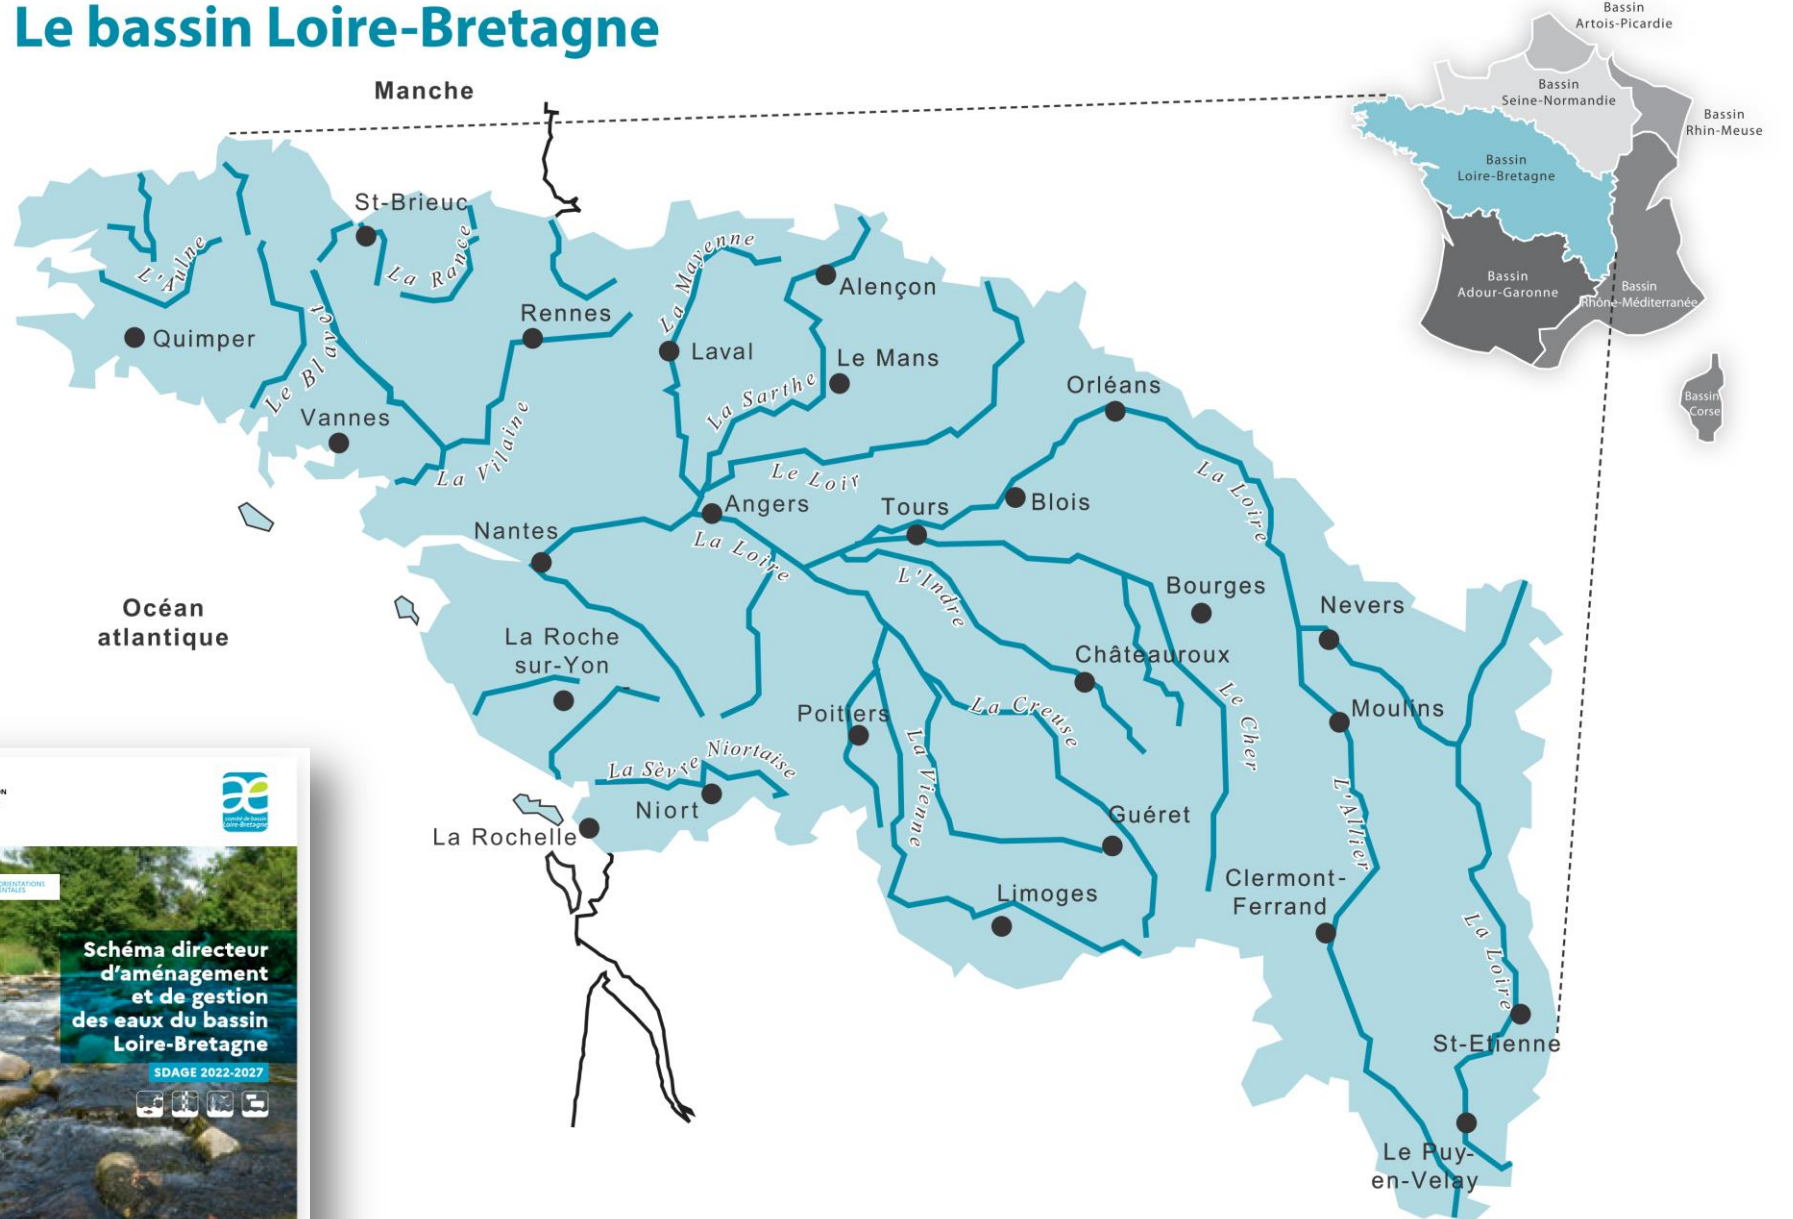 Le bassin Loire-Bretagne
Manche
Bassin
Artois-Picardie
Bassin
Seine-Normandie
Bassin
Rhin-Meuse
Bassin
Loire-Bretagne
Bassin
Adour-Garonne
Bassin
Rhône-Méditerranée
Bassin
Corse
St-Brieuc
L'Aulne
La Rance
La Mayenne
Alençon
Quimper
Rennes
Laval
Le Mans
Le Blavet
La Sarthe
Orléans
Vannes
La Vilaine
Le Loir
La Loire
Angers
Tours
Blois
Nantes
La Loire
L'Indre
Bourges
Nevers
Océan
atlantique
La Roche
sur-Yon
Châteauroux
Le Cher
Poitiers
La Creuse
Moulins
La Sèvre Niortaise
La Vienne
L'Allier
Niort
La Rochelle
Guéret
Limoges
Clermont-
Ferrand
La Loire
St-Etienne
Le Puy-
en-Velay
comité de bassin
Loire-Bretagne
Schéma directeur
d'aménagement
et de gestion
des eaux du bassin
Loire-Bretagne
SDAGE 2022-2027